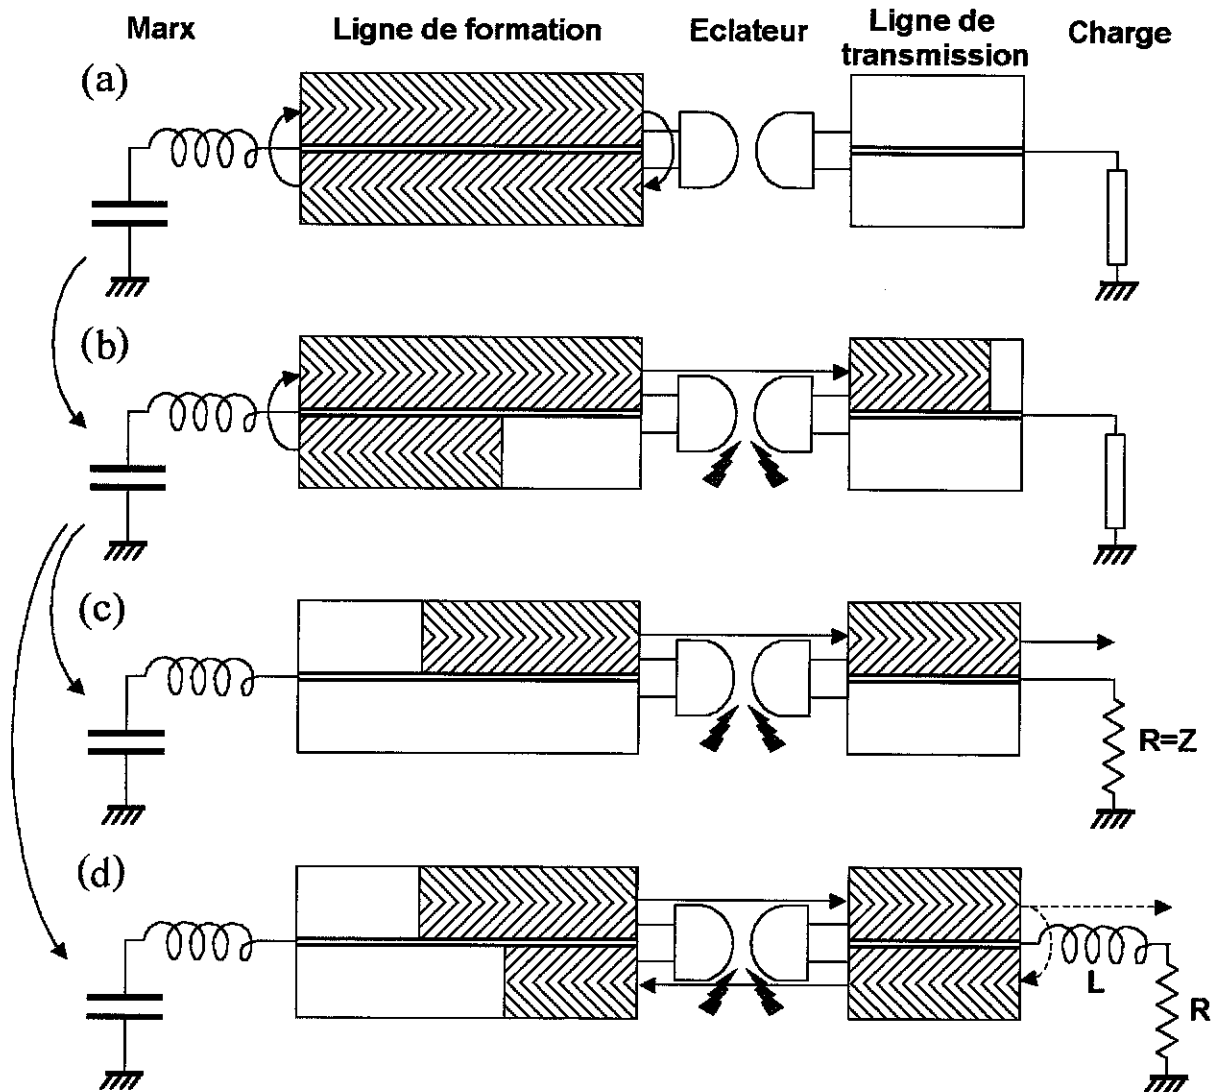 Marx
Ligne de formation
Eclateur
Ligne de
transmission
Charge
(a)
(b)
(c)
R=Z
(d)
L
R